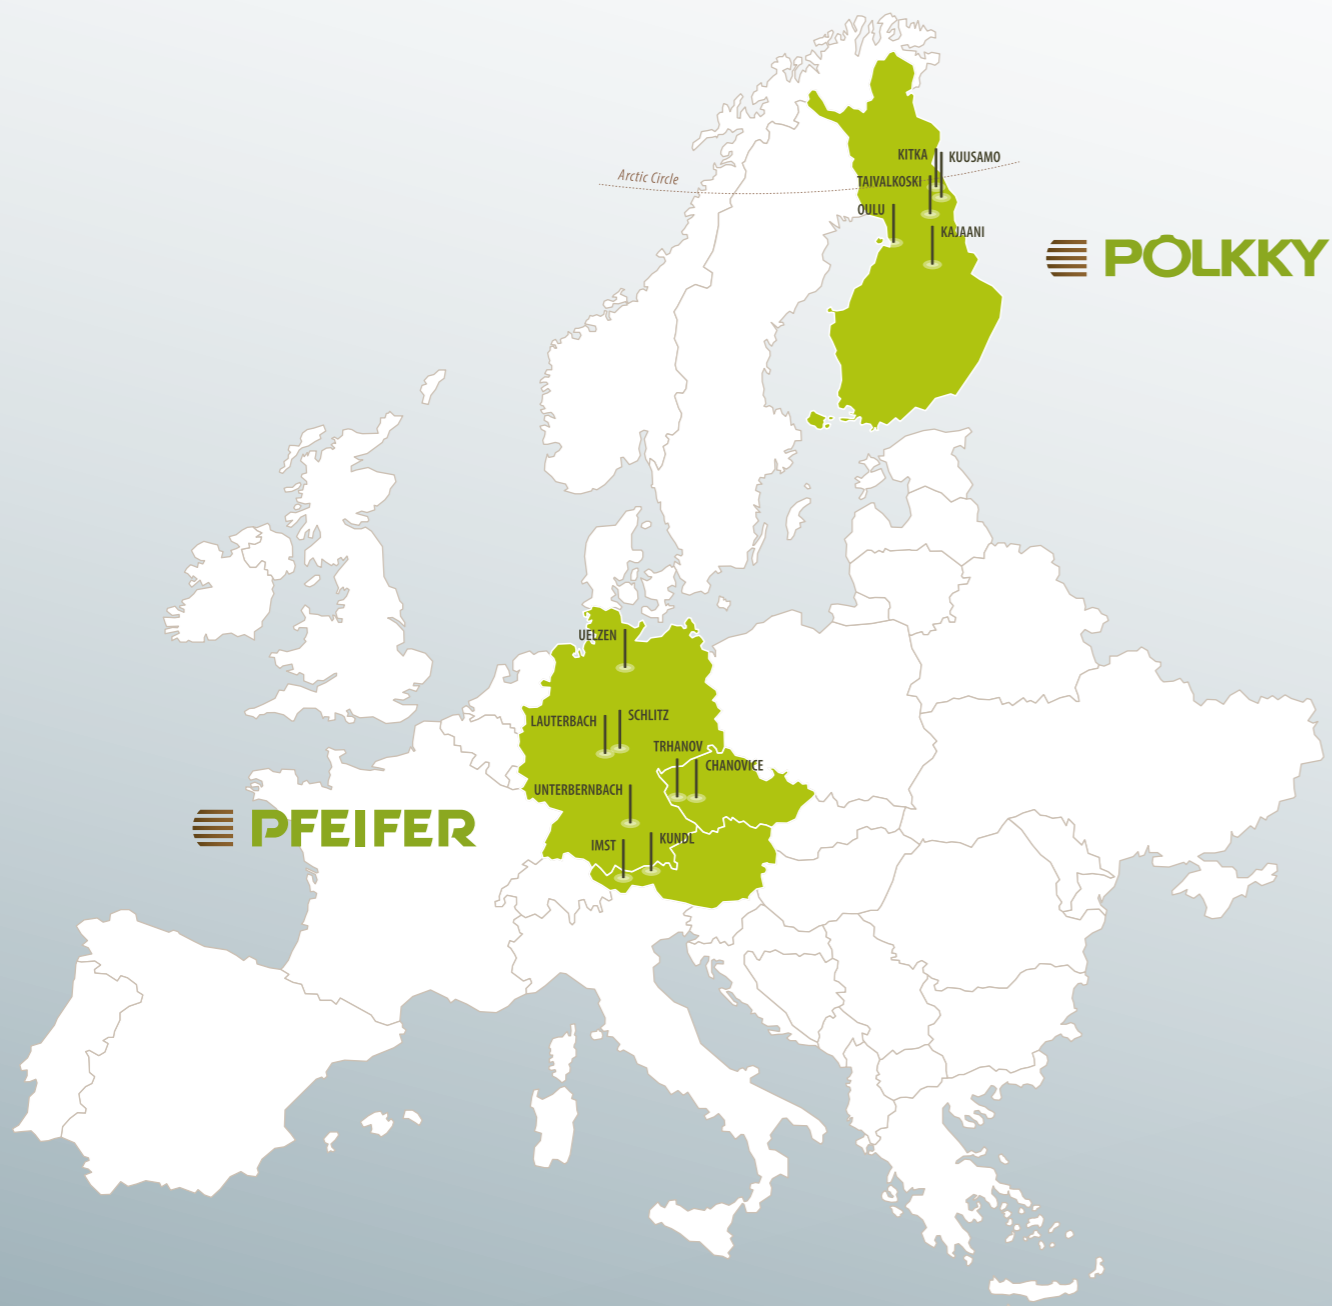 KITKA
KUUSAMO
Arctic Circle
TAIVALKOSKI
OULU
KAJAANI
PÖLKKY
UELZEN
LAUTERBACH
SCHLITZ
TRHANOV
CHANOVICE
UNTERBERNBACH
PFEIFER
IMST
KUNDL